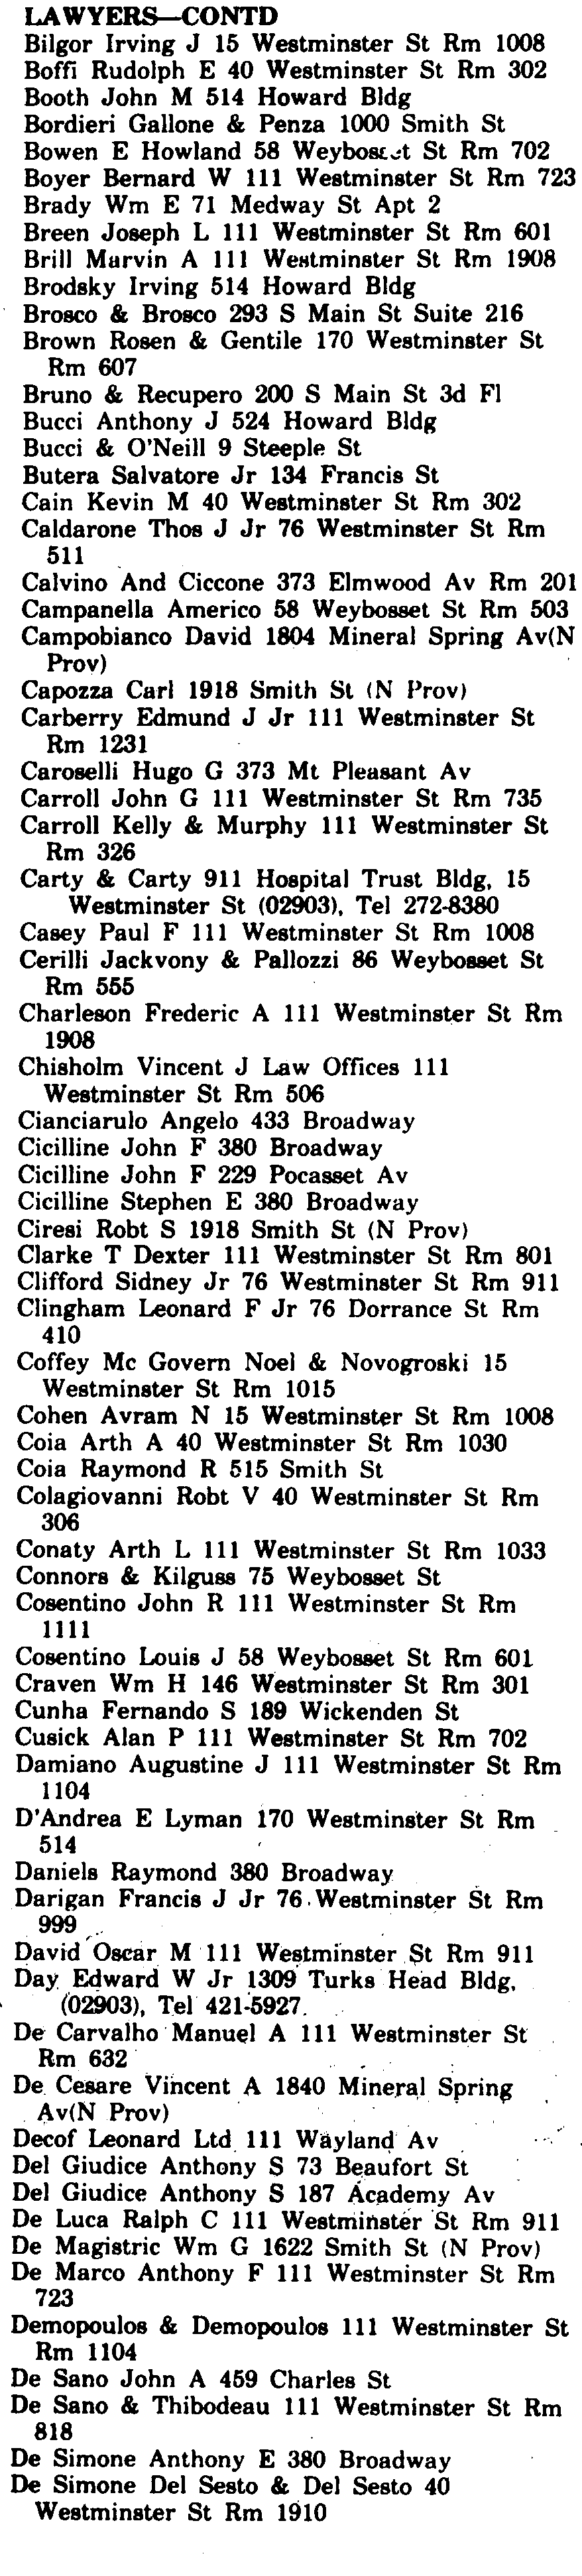 LAWYERS—CONTD
Bilgor Irving J 15 Westminster St Rm 1008
Boffi Rudolph E 40 Westminster St Rm 302
Booth John M 514 Howard Bldg
Bordieri Gallone & Penza 1000 Smith St
Bowen E Howland 58 Weybosset St Rm 702
Boyer Bernard W 111 Westminster St Rm 723
Brady Wm E 71 Medway St Apt 2
Breen Joseph L 111 Westminster St Rm 601
Brill Marvin A 111 Westminster St Rm 1908
Brodsky Irving 514 Howard Bldg
Brosco & Brosco 293 S Main St Suite 216
Brown Rosen & Gentile 170 Westminster St
Rm 607
Bruno & Recupero 200 S Main St 3d Fl
Bucci Anthony J 524 Howard Bldg
Bucci & O'Neill 9 Steeple St
Butera Salvatore Jr 134 Francis St
Cain Kevin M 40 Westminster St Rm 302
Caldarone Thos J Jr 76 Westminster St Rm
511
Calvino And Ciccone 373 Elmwood Av Rm 201
Campanella Americo 58 Weybosset St Rm 503
Campobianco David 1804 Mineral Spring Av(N
Prov)
Capozza Carl 1918 Smith St (N Prov)
Carberry Edmund J Jr 111 Westminster St
Rm 1231
Caroselli Hugo G 373 Mt Pleasant Av
Carroll John G 111 Westminster St Rm 735
Carroll Kelly & Murphy 111 Westminster St
Rm 326
Carty & Carty 911 Hospital Trust Bldg, 15
Westminster St (02903), Tel 272-8380
Casey Paul F 111 Westminster St Rm 1008
Cerilli Jackvony & Pallozzi 86 Weybosset St
Rm 555
Charleson Frederic A 111 Westminster St Rm
1908
Chisholm Vincent J Law Offices 111
Westminster St Rm 506
Cianciarulo Angelo 433 Broadway
Cicilline John F 380 Broadway
Cicilline John F 229 Pocasset Av
Cicilline Stephen E 380 Broadway
Ciresi Robt S 1918 Smith St (N Prov)
Clarke T Dexter 111 Westminster St Rm 801
Clifford Sidney Jr 76 Westminster St Rm 911
Clingham Leonard F Jr 76 Dorrance St Rm
410
Coffey Mc Govern Noel & Novogroski 15
Westminster St Rm 1015
Cohen Avram N 15 Westminster St Rm 1008
Coia Arth A 40 Westminster St Rm 1030
Coia Raymond R 515 Smith St
Colagiovanni Robt V 40 Westminster St Rm
306
Conaty Arth L 111 Westminster St Rm 1033
Connors & Kilguss 75 Weybosset St
Cosentino John R 111 Westminster St Rm
1111
Cosentino Louis J 58 Weybosset St Rm 601
Craven Wm H 146 Westminster St Rm 301
Cunha Fernando S 189 Wickenden St
Cusick Alan P 111 Westminster St Rm 702
Damiano Augustine J 111 Westminster St Rm
1104
D'Andrea E Lyman 170 Westminster St Rm
514
Daniels Raymond 380 Broadway
Darigan Francis J Jr 76 Westminster St Rm
999
David Oscar M 111 Westminster St Rm 911
Day Edward W Jr 1309 Turks Head Bldg,
(02903), Tel 421-5927
De Carvalho Manuel A 111 Westminster St
Rm 632
De Cesare Vincent A 1840 Mineral Spring
Av(N Prov)
Decof Leonard Ltd 111 Wayland Av
Del Giudice Anthony S 73 Beaufort St
Del Giudice Anthony S 187 Academy Av
De Luca Ralph C 111 Westminster St Rm 911
De Magistric Wm G 1622 Smith St (N Prov)
De Marco Anthony F 111 Westminster St Rm
723
Demopoulos & Demopoulos 111 Westminster St
Rm 1104
De Sano John A 459 Charles St
De Sano & Thibodeau 111 Westminster St Rm
818
De Simone Anthony E 380 Broadway
De Simone Del Sesto & Del Sesto 40
Westminster St Rm 1910